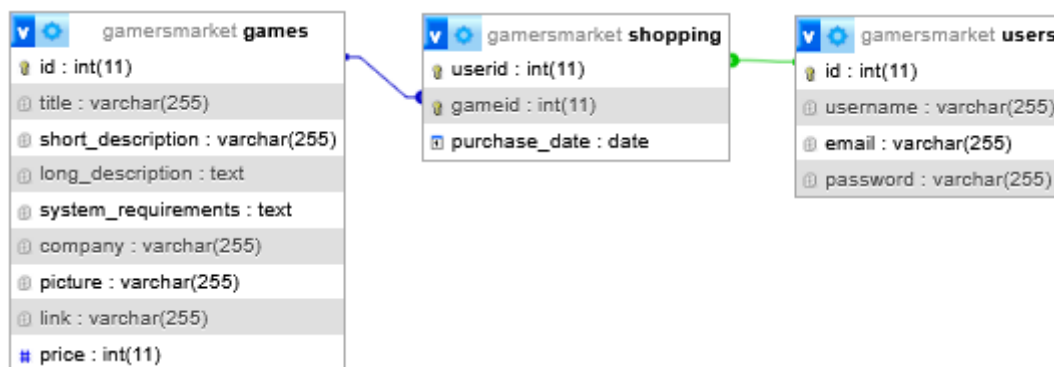 gamersmarket games
id : int(11)
title : varchar(255)
short_description : varchar(255)
long_description : text
system_requirements : text
company : varchar(255)
picture : varchar(255)
link : varchar(255)
price : int(11)
gamersmarket shopping
userid : int(11)
gameid : int(11)
purchase_date : date
gamersmarket users
id : int(11)
username : varchar(255)
email : varchar(255)
password : varchar(255)